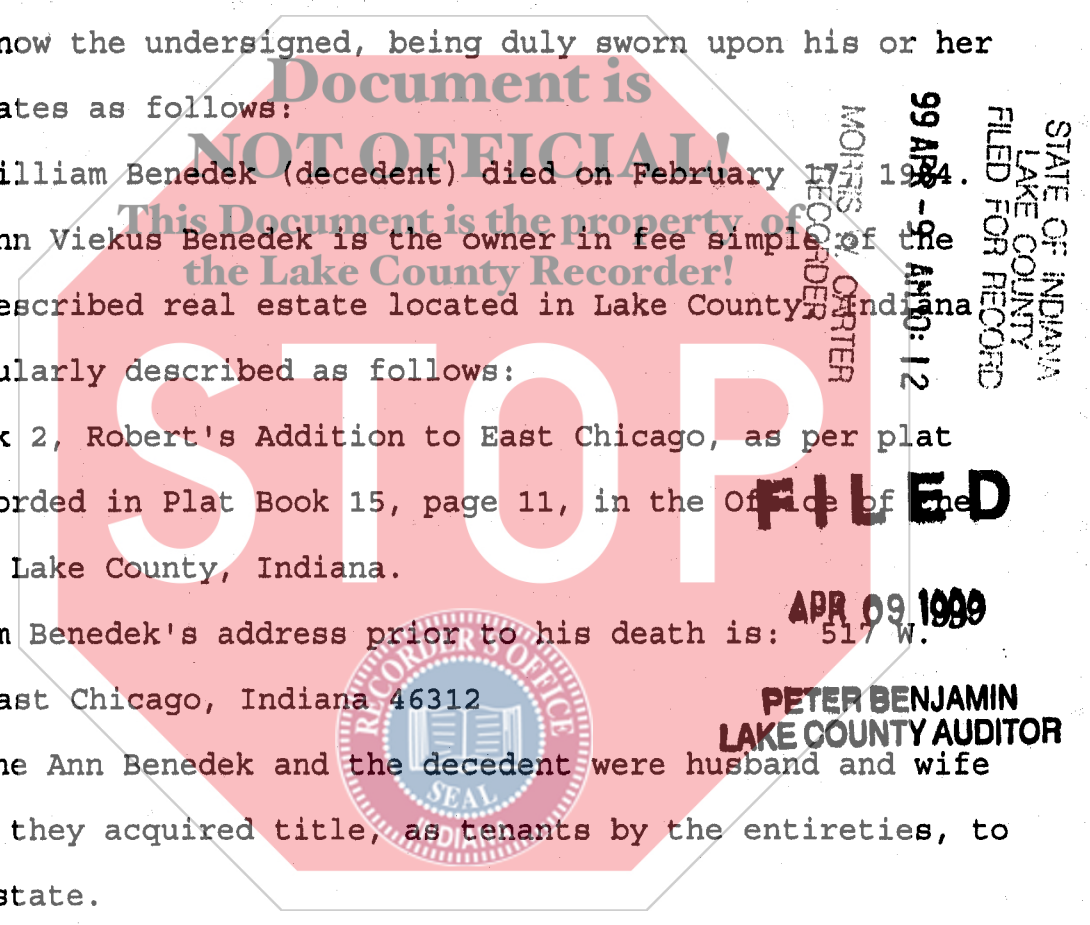 now the undersigned, being duly sworn upon his or her
ates as follows:
illiam Benedek (decedent) died on February 17, 1984.
nn Viekus Benedek is the owner in fee simple of the
escribed real estate located in Lake County, Indiana
ularly described as follows:
k 2, Robert's Addition to East Chicago, as per plat
orded in Plat Book 15, page 11, in the Office of the
Lake County, Indiana.
m Benedek's address prior to his death is: 517 W.
ast Chicago, Indiana 46312
ne Ann Benedek and the decedent were husband and wife
they acquired title, as tenants by the entireties, to
state.
Document is
NOT OFFICIAL!
This Document is the property of
the Lake County Recorder!
STOP
RECORDER'S OFFICE
SEAL
INDIANA
STATE OF INDIANA
LAKE COUNTY
FILED FOR RECORD
99 APR -9 AM 10: 12
MORRIS W. CARTER
RECORDER
FILED
APR 09 1999
PETER BENJAMIN
LAKE COUNTY AUDITOR